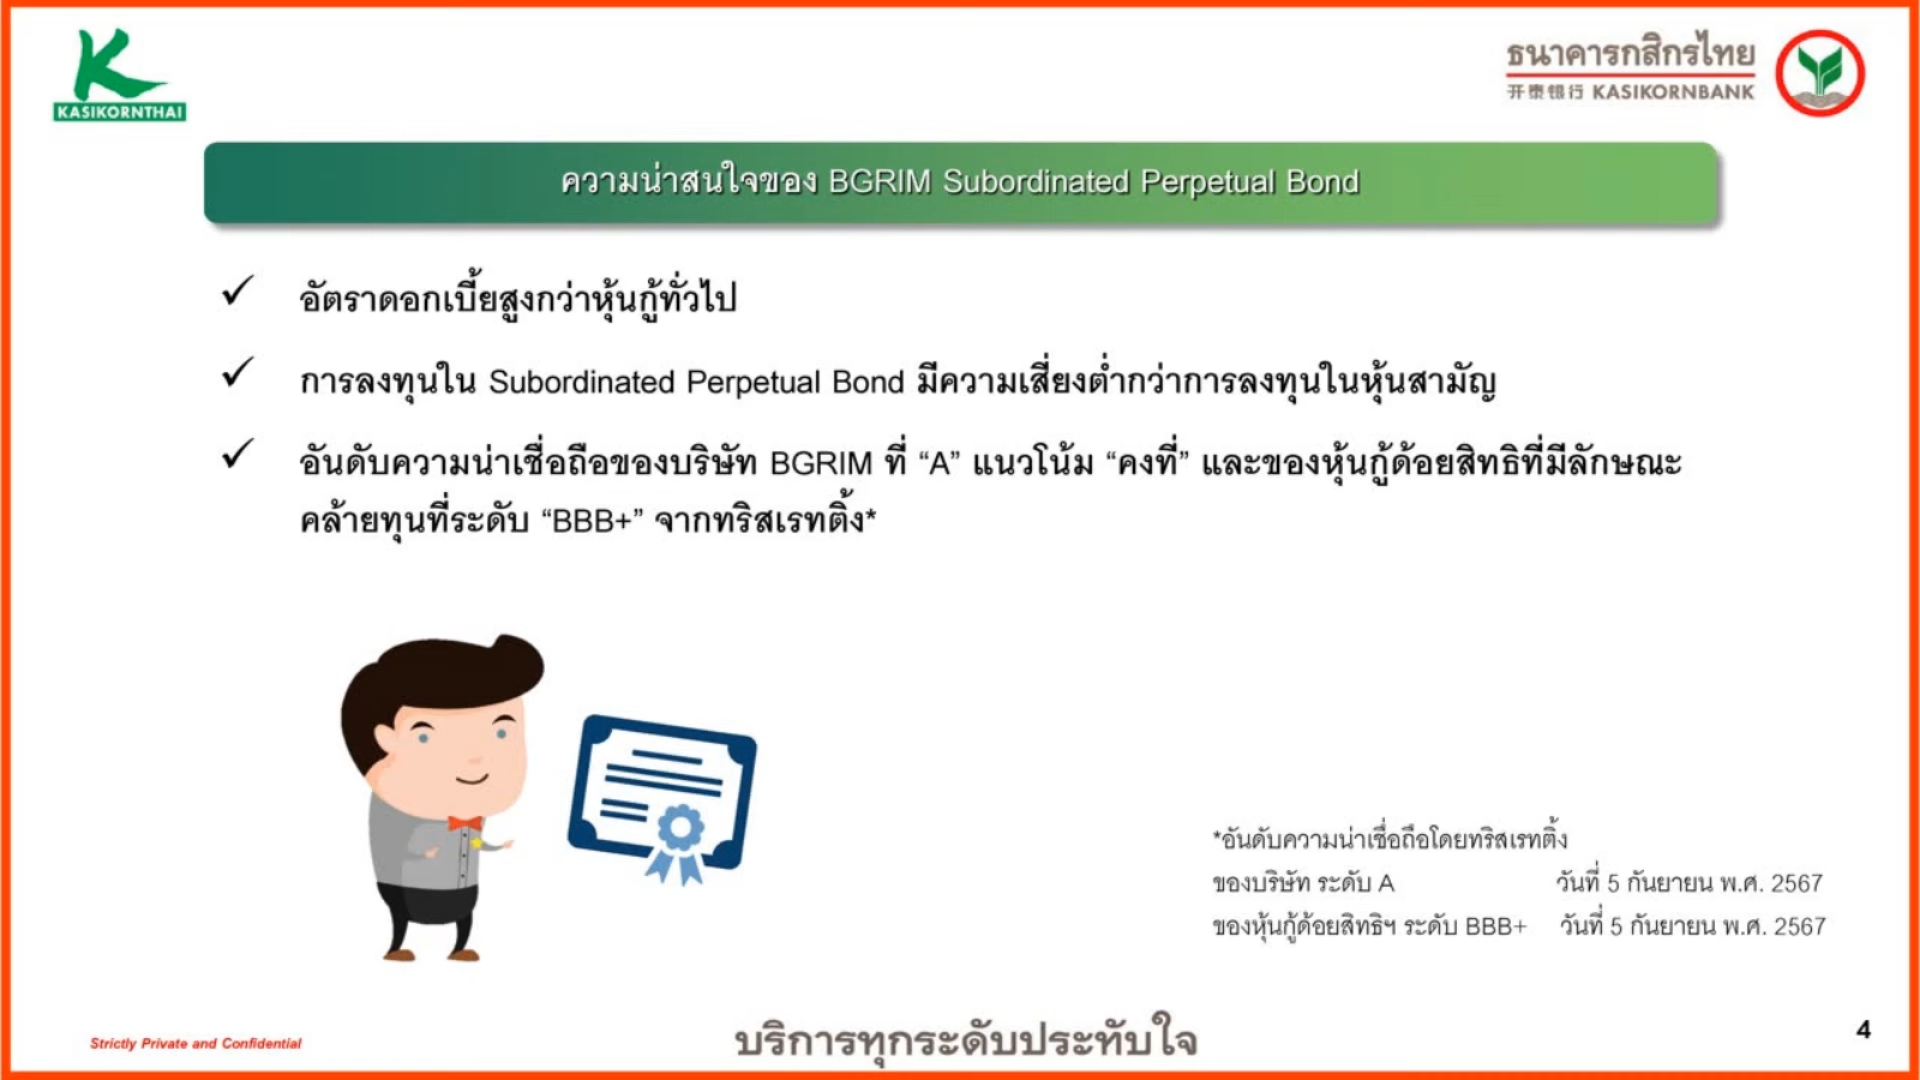 KASIKORNTHAI
ธนาคารกสิกรไทย
开泰银行 KASIKORNBANK
ความน่าสนใจของ BGRIM Subordinated Perpetual Bond
✓ อัตราดอกเบี้ยสูงกว่าหุ้นกู้ทั่วไป
✓ การลงทุนใน Subordinated Perpetual Bond มีความเสี่ยงต่ำกว่าการลงทุนในหุ้นสามัญ
✓ อันดับความน่าเชื่อถือของบริษัท BGRIM ที่ “A” แนวโน้ม “คงที่” และของหุ้นกู้ด้อยสิทธิที่มีลักษณะ
คล้ายทุนที่ระดับ “BBB+” จากทริสเรทติ้ง*
*อันดับความน่าเชื่อถือโดยทริสเรทติ้ง
ของบริษัท ระดับ A วันที่ 5 กันยายน พ.ศ. 2567
ของหุ้นกู้ด้อยสิทธิฯ ระดับ BBB+ วันที่ 5 กันยายน พ.ศ. 2567
Strictly Private and Confidential
บริการทุกระดับประทับใจ
4